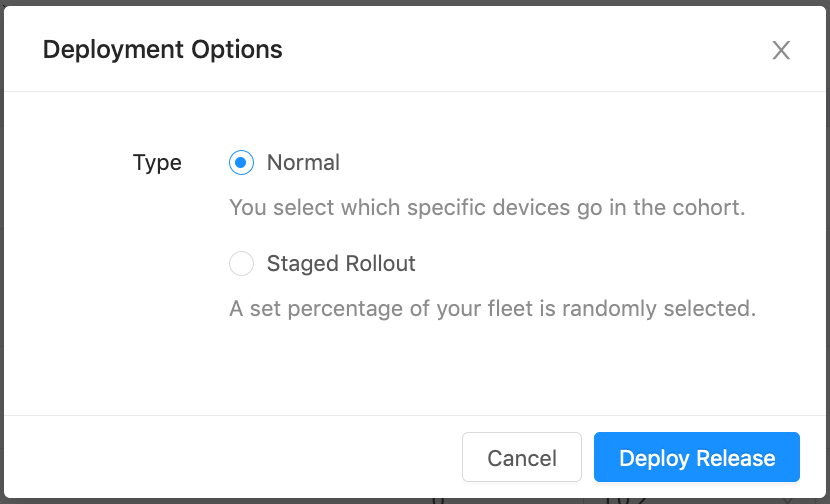 Deployment Options
Type
Normal
You select which specific devices go in the cohort.
Staged Rollout
A set percentage of your fleet is randomly selected.
Cancel
Deploy Release